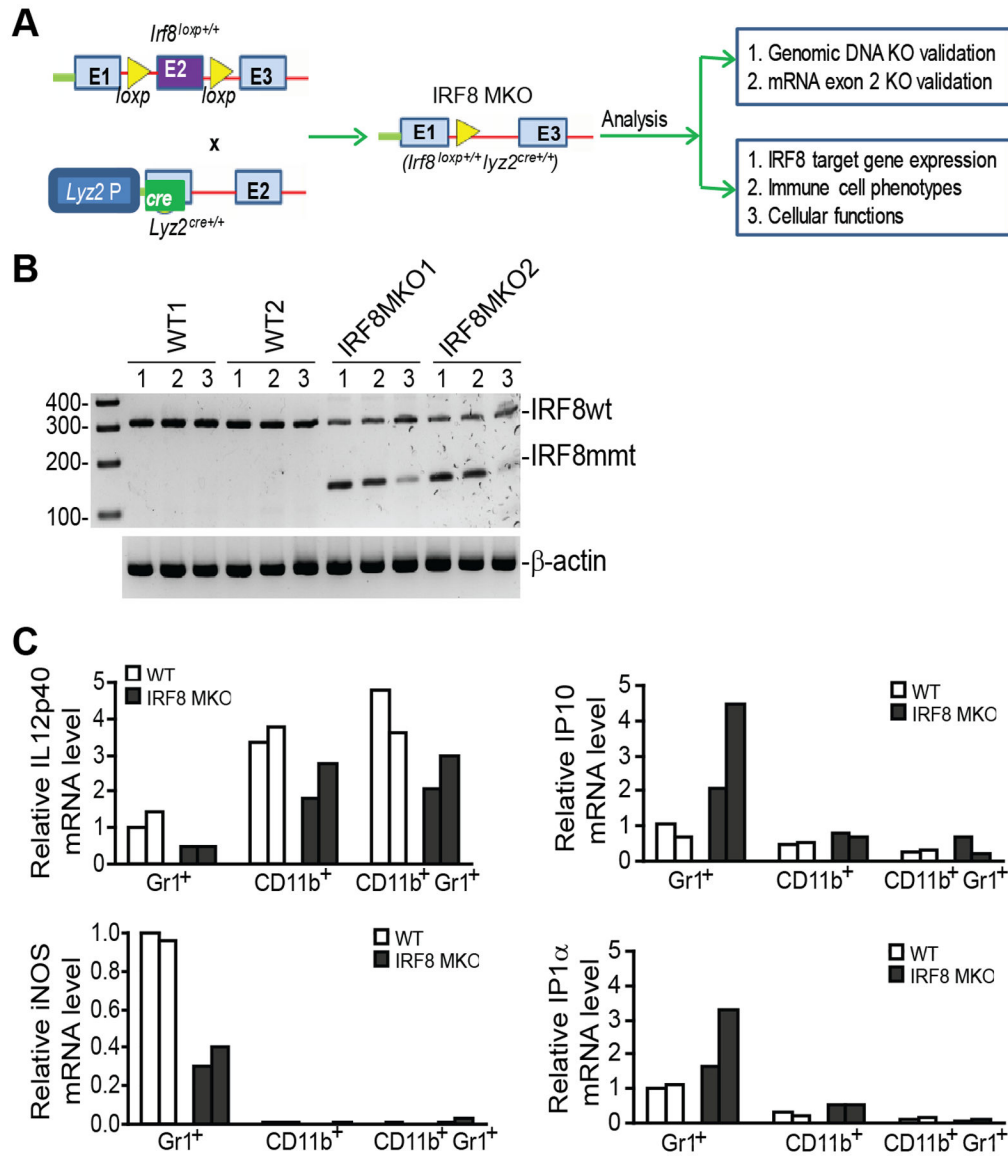 A
Irf8loxp+/+
E1 E2 E3
loxp loxp
x
Lyz2 P cre E2
Lyz2cre+/+
IRF8 MKO
E1 E3
(Irf8 loxp+/+ lyz2cre+/+)
Analysis
1. Genomic DNA KO validation
2. mRNA exon 2 KO validation
1. IRF8 target gene expression
2. Immune cell phenotypes
3. Cellular functions
B
WT1 WT2 IRF8MKO1 IRF8MKO2
1 2 3 1 2 3 1 2 3 1 2 3
400-
300-
200-
100-
-IRF8wt
-IRF8mmt
-β-actin
C
Relative IL12p40
mRNA level
WT
IRF8 MKO
5
4
3
2
1
0
Gr1+ CD11b+ CD11b+ Gr1+
Relative IP10
mRNA level
WT
IRF8 MKO
5
4
3
2
1
0
Gr1+ CD11b+ CD11b+ Gr1+
Relative iNOS
mRNA level
WT
IRF8 MKO
1.0
0.8
0.6
0.4
0.2
0.0
Gr1+ CD11b+ CD11b+ Gr1+
Relative IP1α
mRNA level
WT
IRF8 MKO
5
4
3
2
1
0
Gr1+ CD11b+ CD11b+ Gr1+